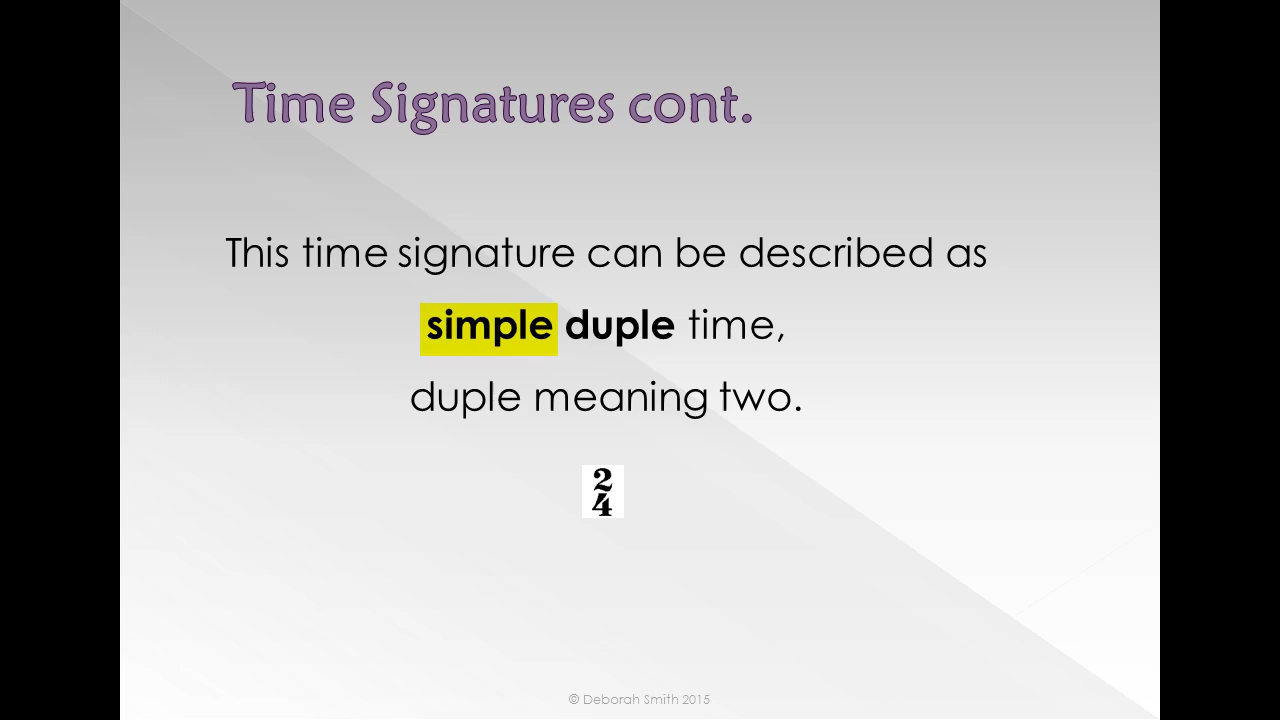 Time Signatures cont.
This time signature can be described as
simple duple time,
duple meaning two.
2
4
© Deborah Smith 2015